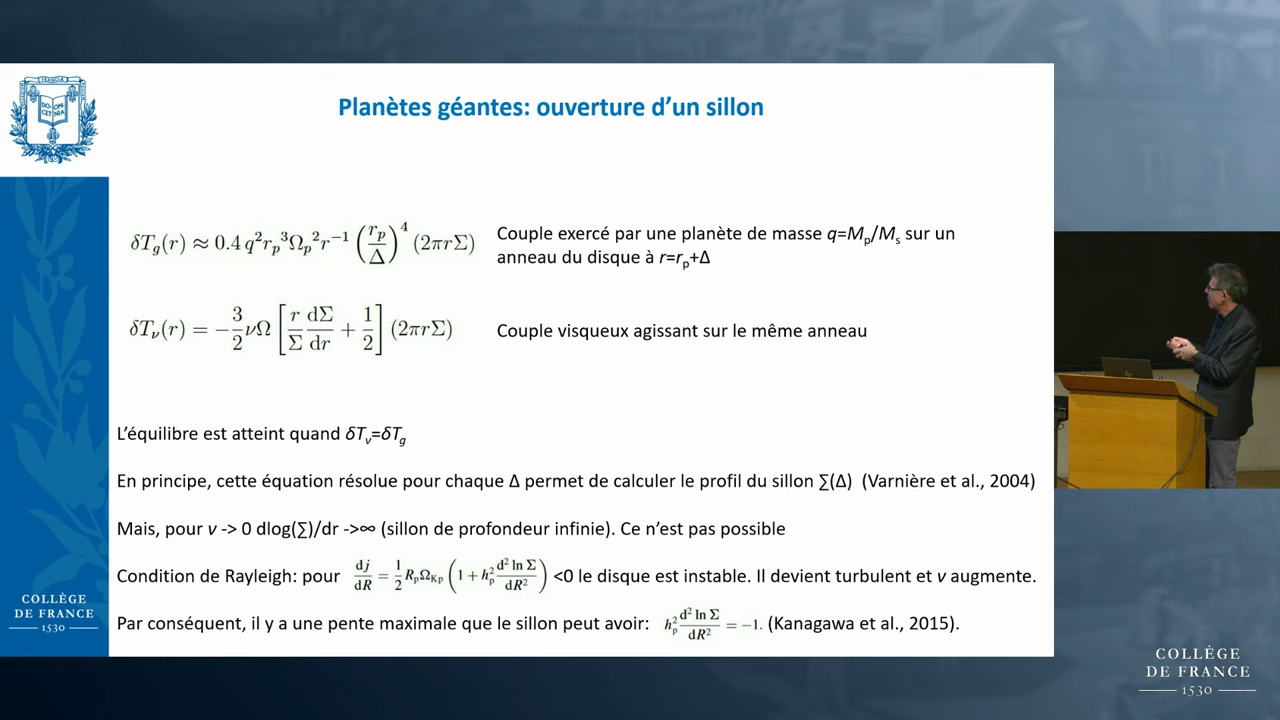 Planètes géantes: ouverture d’un sillon
δT_g(r) ≈ 0.4 q²r_p³Ω_p²r⁻¹ (r_p/Δ)⁴ (2πrΣ)
Couple exercé par une planète de masse q=M_p/M_s sur un
anneau du disque à r=r_p+Δ
δT_ν(r) = −3/2 νΩ [r/Σ dΣ/dr + 1/2] (2πrΣ)
Couple visqueux agissant sur le même anneau
L’équilibre est atteint quand δT_ν=δT_g
En principe, cette équation résolue pour chaque Δ permet de calculer le profil du sillon ∑(Δ) (Varnière et al., 2004)
Mais, pour ν -> 0 dlog(∑)/dr ->∞ (sillon de profondeur infinie). Ce n’est pas possible
Condition de Rayleigh: pour dj/dR = 1/2 R_pΩ_Kp (1 + h_p² d² ln Σ/dR²) <0 le disque est instable. Il devient turbulent et ν augmente.
Par conséquent, il y a une pente maximale que le sillon peut avoir: h_p² d² ln Σ/dR² = −1. (Kanagawa et al., 2015).
COLLÈGE
DE FRANCE
1530
COLLÈGE
DE FRANCE
1530